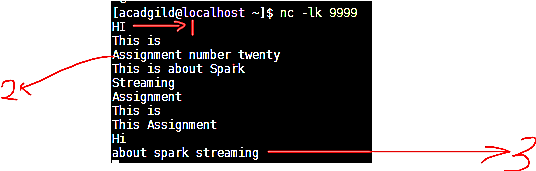 [acadgild@localhost ~]$ nc -lk 9999
HI 1
This is
2 Assignment number twenty
This is about Spark
Streaming
Assignment
This is
This Assignment
Hi
about spark streaming 3